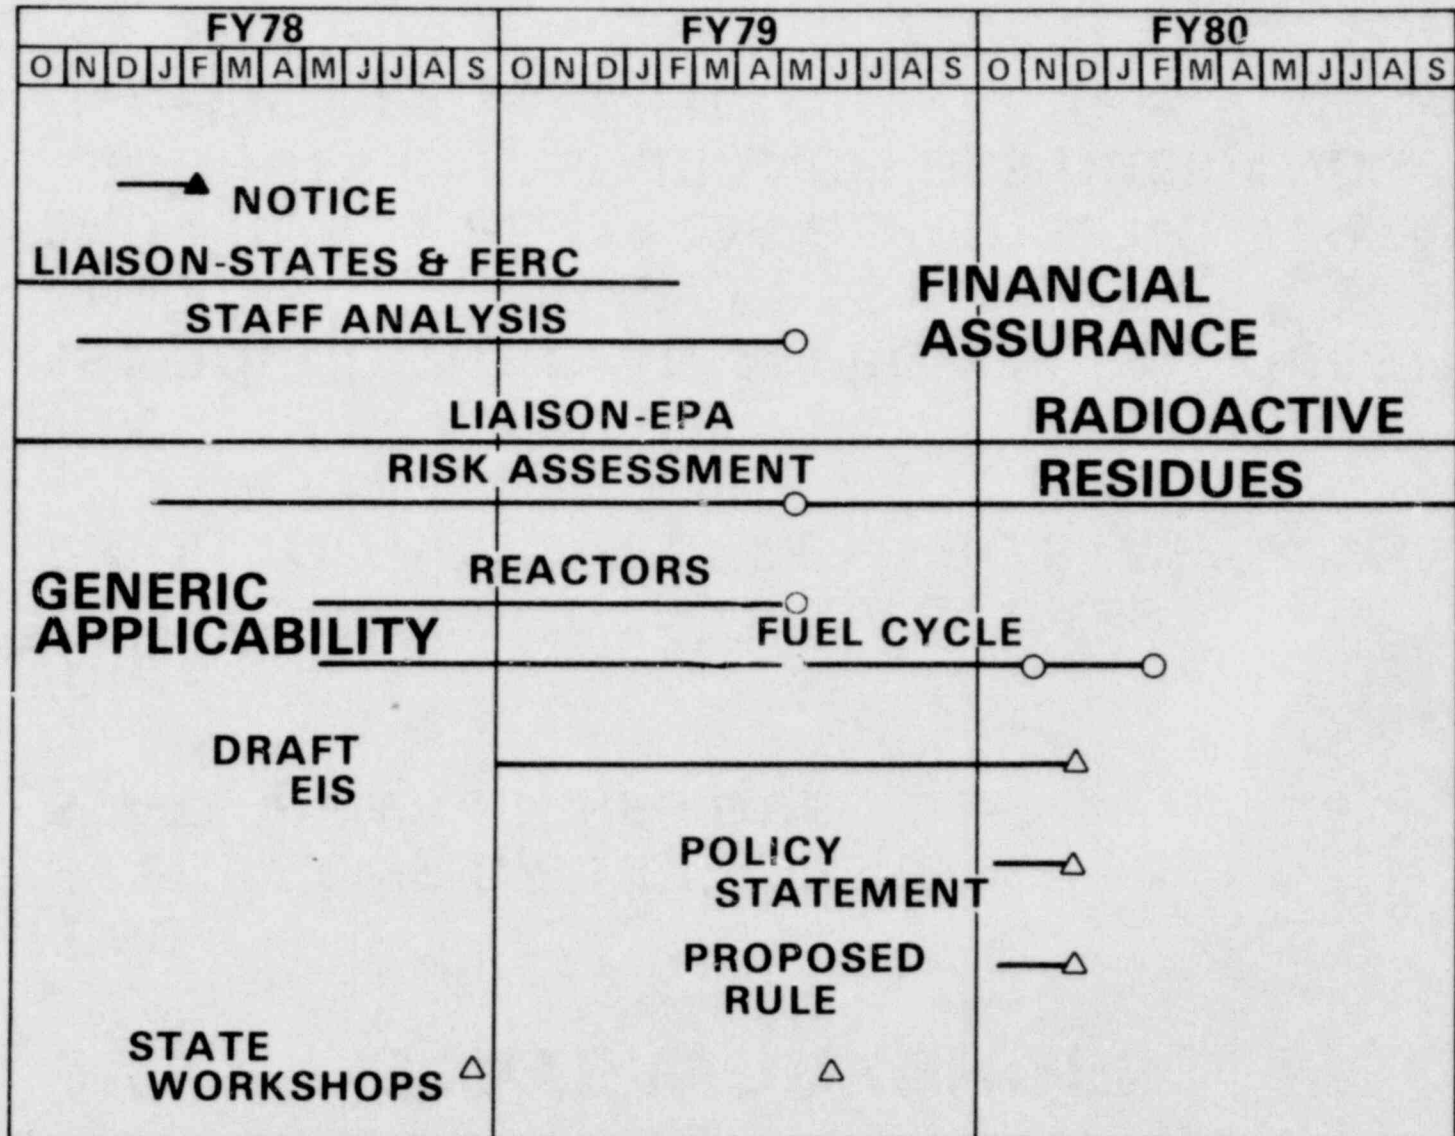 FY78 FY79 FY80
O N D J F M A M J J A S O N D J F M A M J J A S O N D J F M A M J J A S
NOTICE
LIAISON-STATES & FERC
STAFF ANALYSIS
FINANCIAL
ASSURANCE
LIAISON-EPA
RADIOACTIVE
RISK ASSESSMENT
RESIDUES
REACTORS
GENERIC
APPLICABILITY
FUEL CYCLE
DRAFT
EIS
POLICY
STATEMENT
PROPOSED
RULE
STATE
WORKSHOPS